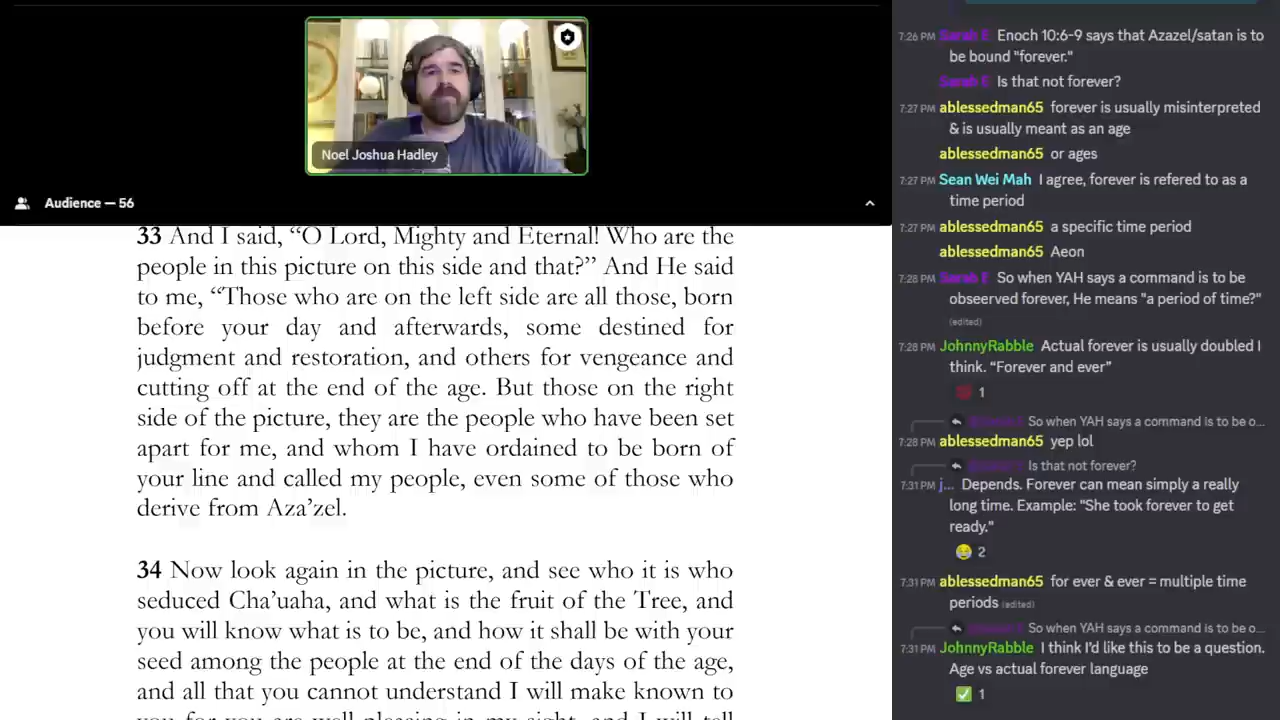 Noel Joshua Hadley
Audience — 56
33 And I said, “O Lord, Mighty and Eternal! Who are the
people in this picture on this side and that?” And He said
to me, “Those who are on the left side are all those, born
before your day and afterwards, some destined for
judgment and restoration, and others for vengeance and
cutting off at the end of the age. But those on the right
side of the picture, they are the people who have been set
apart for me, and whom I have ordained to be born of
your line and called my people, even some of those who
derive from Aza’zel.
34 Now look again in the picture, and see who it is who
seduced Cha’uaha, and what is the fruit of the Tree, and
you will know what is to be, and how it shall be with your
seed among the people at the end of the days of the age,
and all that you cannot understand I will make known to
you for you are well pleasing in my sight, and I will tell
7:26 PM Sarah E Enoch 10:6-9 says that Azazel/satan is to
be bound "forever."
Sarah E Is that not forever?
7:27 PM ablessedman65 forever is usually misinterpreted
& is usually meant as an age
ablessedman65 or ages
7:27 PM Sean Wei Mah I agree, forever is refered to as a
time period
7:27 PM ablessedman65 a specific time period
ablessedman65 Aeon
7:28 PM Sarah E So when YAH says a command is to be
obseerved forever, He means "a period of time?"
(edited)
7:28 PM JohnnyRabble Actual forever is usually doubled I
think. “Forever and ever”
1
So when YAH says a command is to be o...
7:28 PM ablessedman65 yep lol
Is that not forever?
7:31 PM j... Depends. Forever can mean simply a really
long time. Example: "She took forever to get
ready."
2
7:31 PM ablessedman65 for ever & ever = multiple time
periods (edited)
So when YAH says a command is to be o...
7:31 PM JohnnyRabble I think I’d like this to be a question.
Age vs actual forever language
1